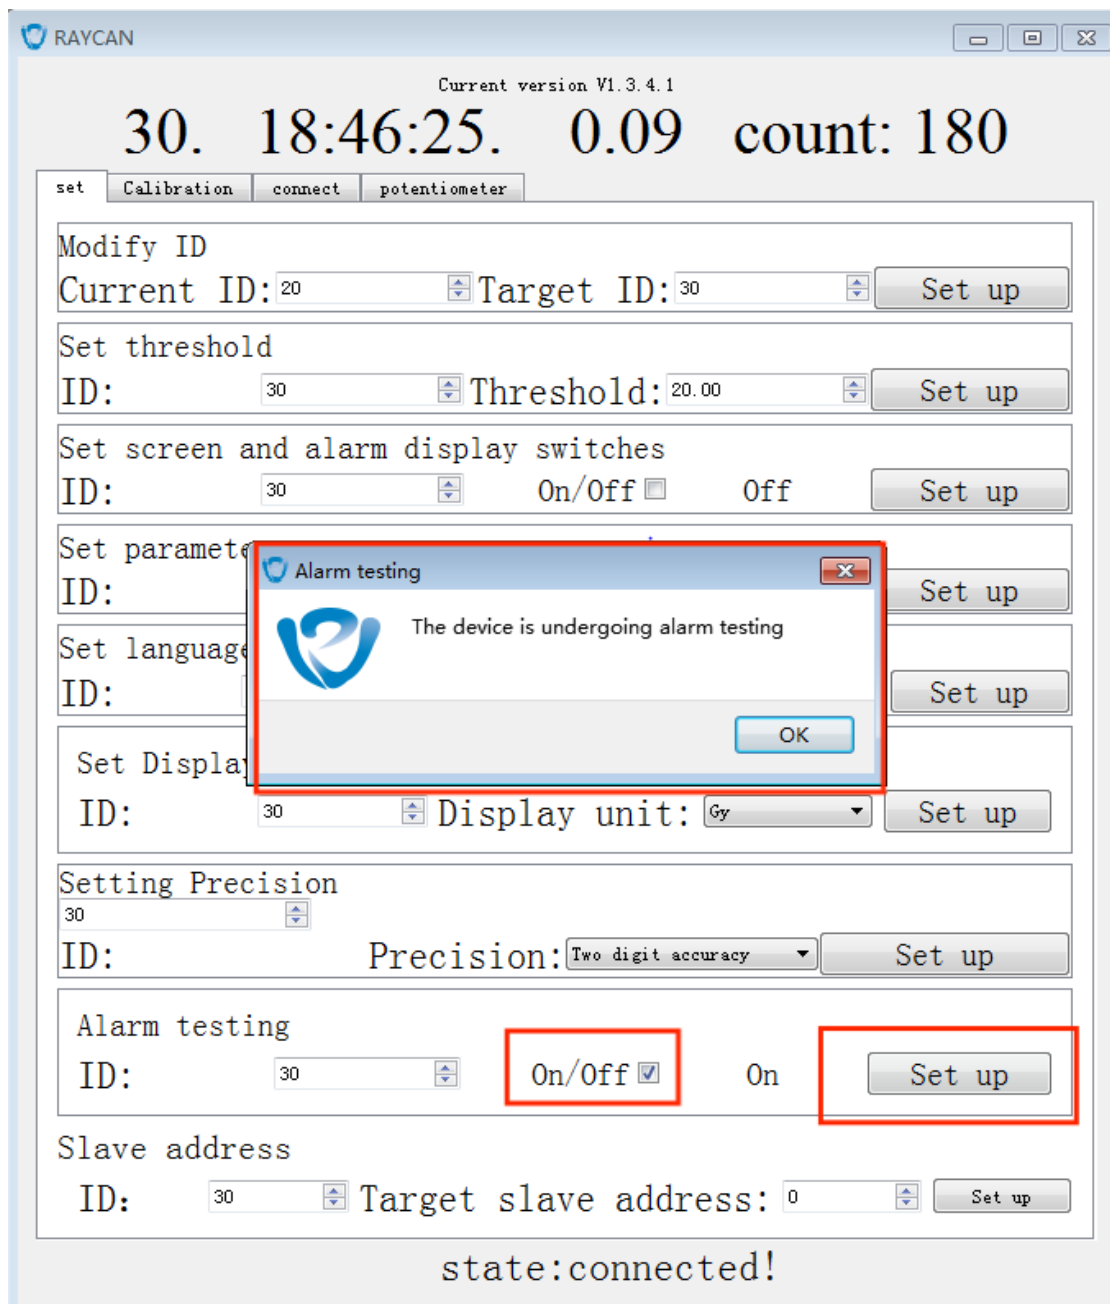 RAYCAN
Current version V1.3.4.1
30. 18:46:25. 0.09 count: 180
set Calibration connect potentiometer
Modify ID
Current ID: 20 Target ID: 30 Set up
Set threshold
ID: 30 Threshold: 20.00 Set up
Set screen and alarm display switches
ID: 30 On/Off Off Set up
Set paramete
ID: Set up
Set language
ID: Set up
Alarm testing
The device is undergoing alarm testing
OK
Set Display
ID: 30 Display unit: Gy Set up
Setting Precision
30
ID: Precision: Two digit accuracy Set up
Alarm testing
ID: 30 On/Off On Set up
Slave address
ID: 30 Target slave address: 0 Set up
state:connected!